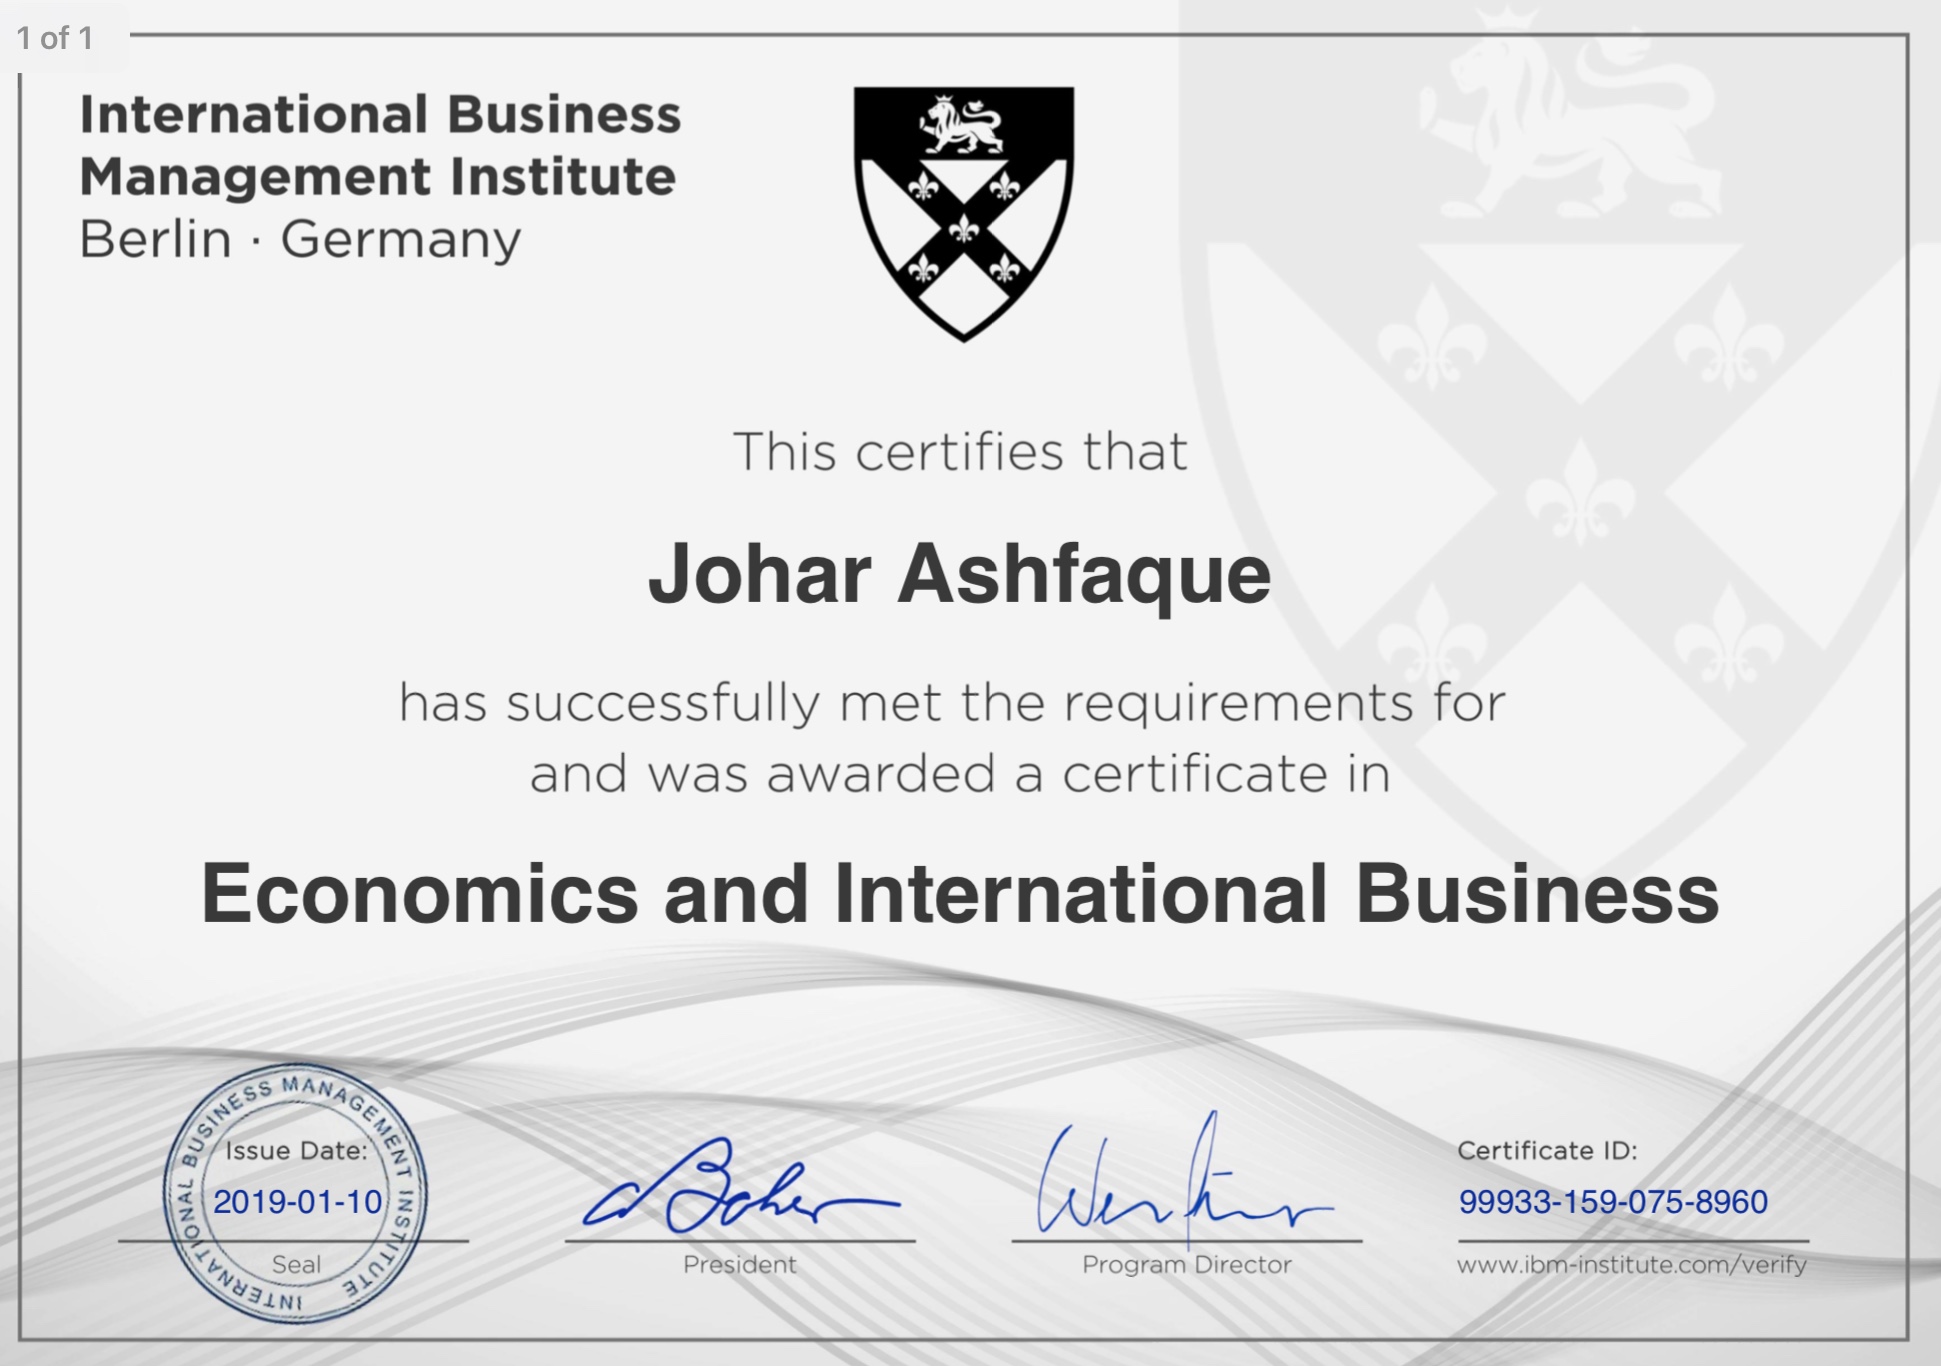 1 of 1
International Business
Management Institute
Berlin · Germany
This certifies that
Johar Ashfaque
has successfully met the requirements for
and was awarded a certificate in
Economics and International Business
INTERNATIONAL BUSINESS MANAGEMENT INSTITUTE
Issue Date:
2019-01-10
Seal
President
Program Director
Certificate ID:
99933-159-075-8960
www.ibm-institute.com/verify